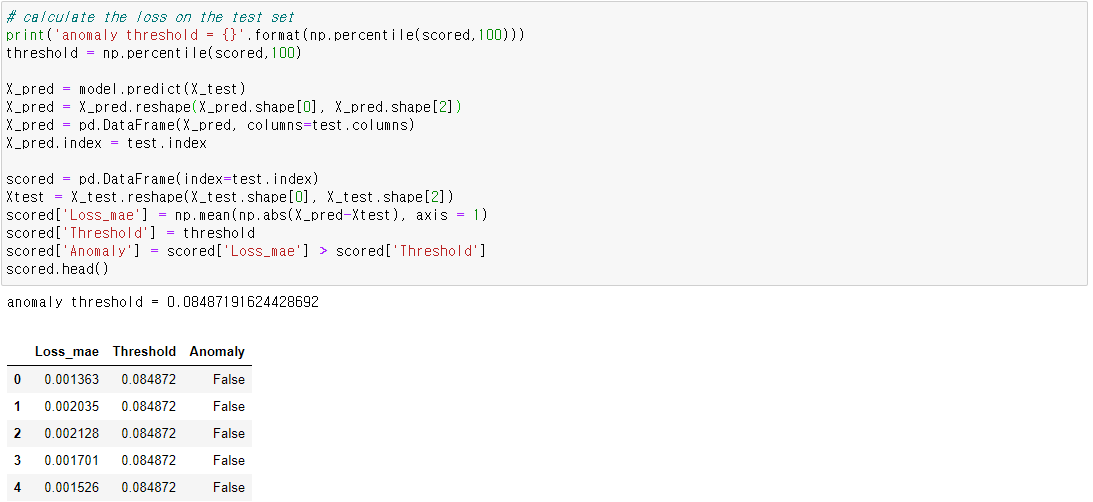 # calculate the loss on the test set
print('anomaly threshold = {}'.format(np.percentile(scored,100)))
threshold = np.percentile(scored,100)
X_pred = model.predict(X_test)
X_pred = X_pred.reshape(X_pred.shape[0], X_pred.shape[2])
X_pred = pd.DataFrame(X_pred, columns=test.columns)
X_pred.index = test.index
scored = pd.DataFrame(index=test.index)
Xtest = X_test.reshape(X_test.shape[0], X_test.shape[2])
scored['Loss_mae'] = np.mean(np.abs(X_pred-Xtest), axis = 1)
scored['Threshold'] = threshold
scored['Anomaly'] = scored['Loss_mae'] > scored['Threshold']
scored.head()
anomaly threshold = 0.08487191624428692
Loss_mae Threshold Anomaly
0 0.001363 0.084872 False
1 0.002035 0.084872 False
2 0.002128 0.084872 False
3 0.001701 0.084872 False
4 0.001526 0.084872 False